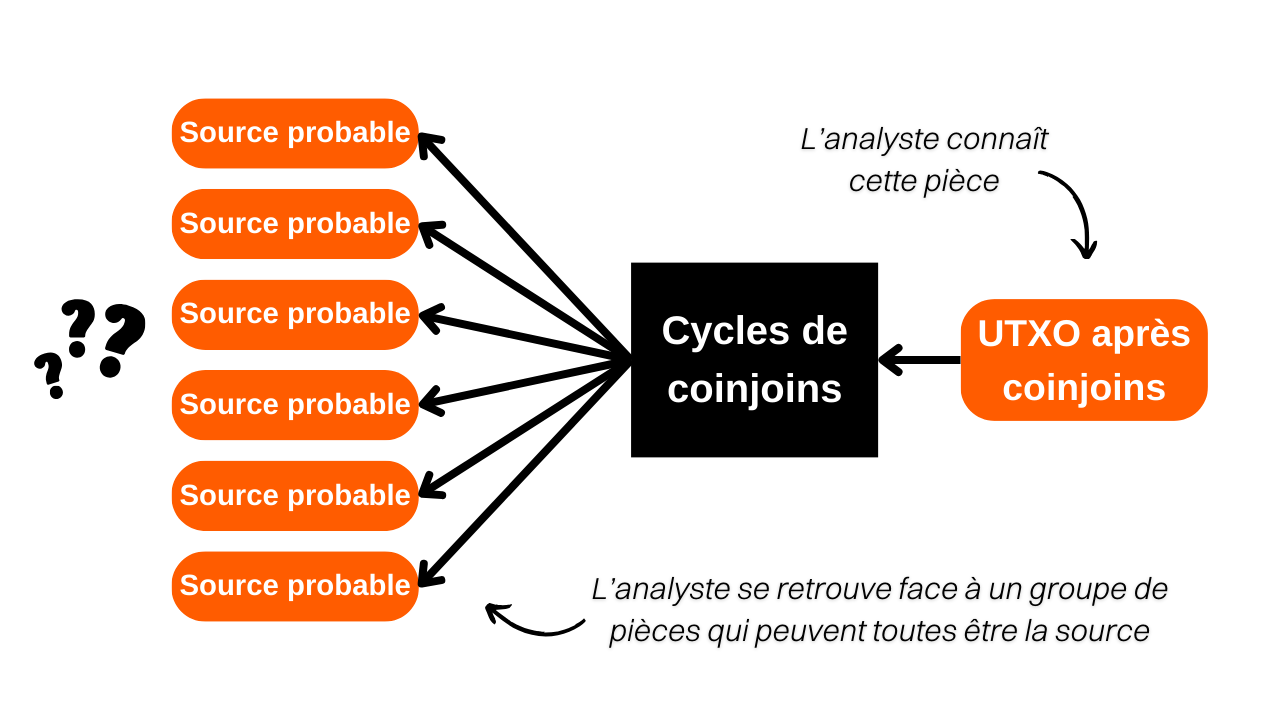 Source probable
Source probable
Source probable
Source probable
Source probable
Source probable
???
Cycles de
coinjoins
L’analyste connaît
cette pièce
UTXO après
coinjoins
L’analyste se retrouve face à un groupe de
pièces qui peuvent toutes être la source